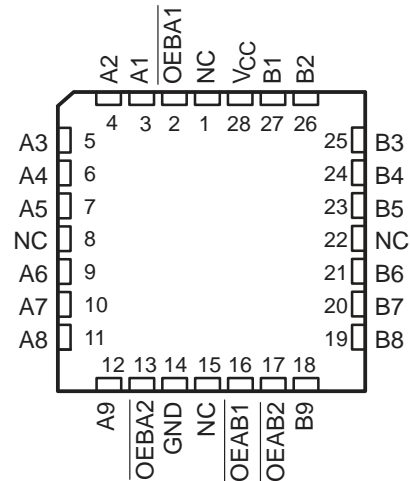 A2 A1 OEBA1 NC VCC B1 B2
4 3 2 1 28 27 26
A3 5 25 B3
A4 6 24 B4
A5 7 23 B5
NC 8 22 NC
A6 9 21 B6
A7 10 20 B7
A8 11 19 B8
12 13 14 15 16 17 18
A9 OEBA2 GND NC OEAB1 OEAB2 B9